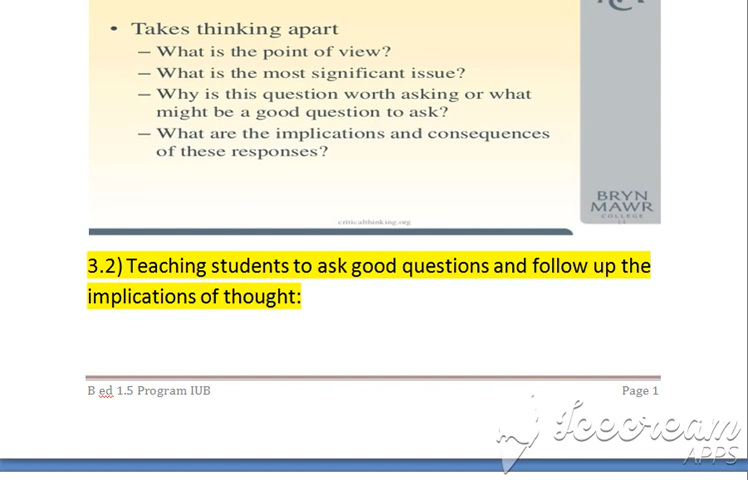 • Takes thinking apart
– What is the point of view?
– What is the most significant issue?
– Why is this question worth asking or what
might be a good question to ask?
– What are the implications and consequences
of these responses?
BRYN
MAWR
COLLEGE
criticalthinking.org
3.2) Teaching students to ask good questions and follow up the
implications of thought:
B ed 1.5 Program IUB
Page 1
Icecream
APPS